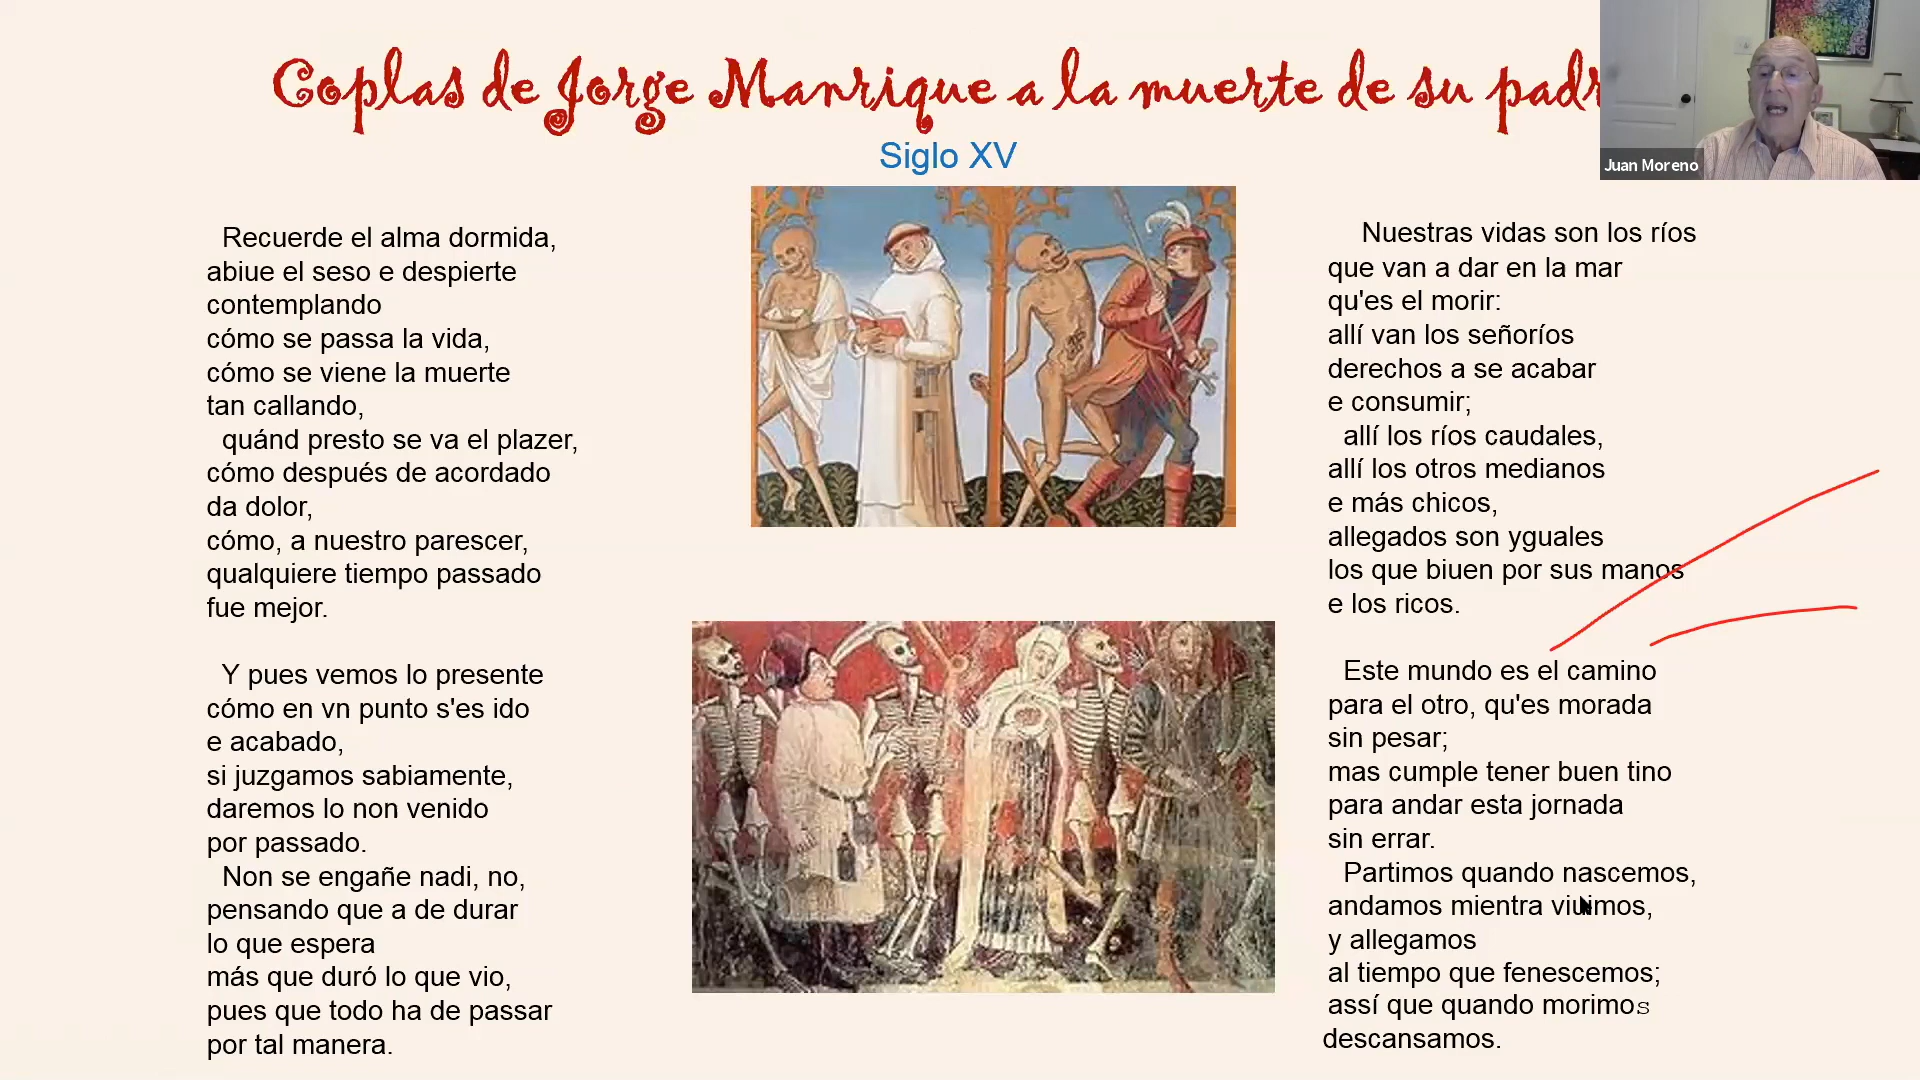 Coplas de Jorge Manrique a la muerte de su padr
Siglo XV
Juan Moreno
Recuerde el alma dormida,
abiue el seso e despierte
contemplando
cómo se passa la vida,
cómo se viene la muerte
tan callando,
quánd presto se va el plazer,
cómo después de acordado
da dolor,
cómo, a nuestro parescer,
qualquiere tiempo passado
fue mejor.
Y pues vemos lo presente
cómo en vn punto s'es ido
e acabado,
si juzgamos sabiamente,
daremos lo non venido
por passado.
Non se engañe nadi, no,
pensando que a de durar
lo que espera
más que duró lo que vio,
pues que todo ha de passar
por tal manera.
Nuestras vidas son los ríos
que van a dar en la mar
qu'es el morir:
allí van los señoríos
derechos a se acabar
e consumir;
allí los ríos caudales,
allí los otros medianos
e más chicos,
allegados son yguales
los que biuen por sus manos
e los ricos.
Este mundo es el camino
para el otro, qu'es morada
sin pesar;
mas cumple tener buen tino
para andar esta jornada
sin errar.
Partimos quando nascemos,
andamos mientra viuimos,
y allegamos
al tiempo que fenescemos;
assí que quando morimos
descansamos.